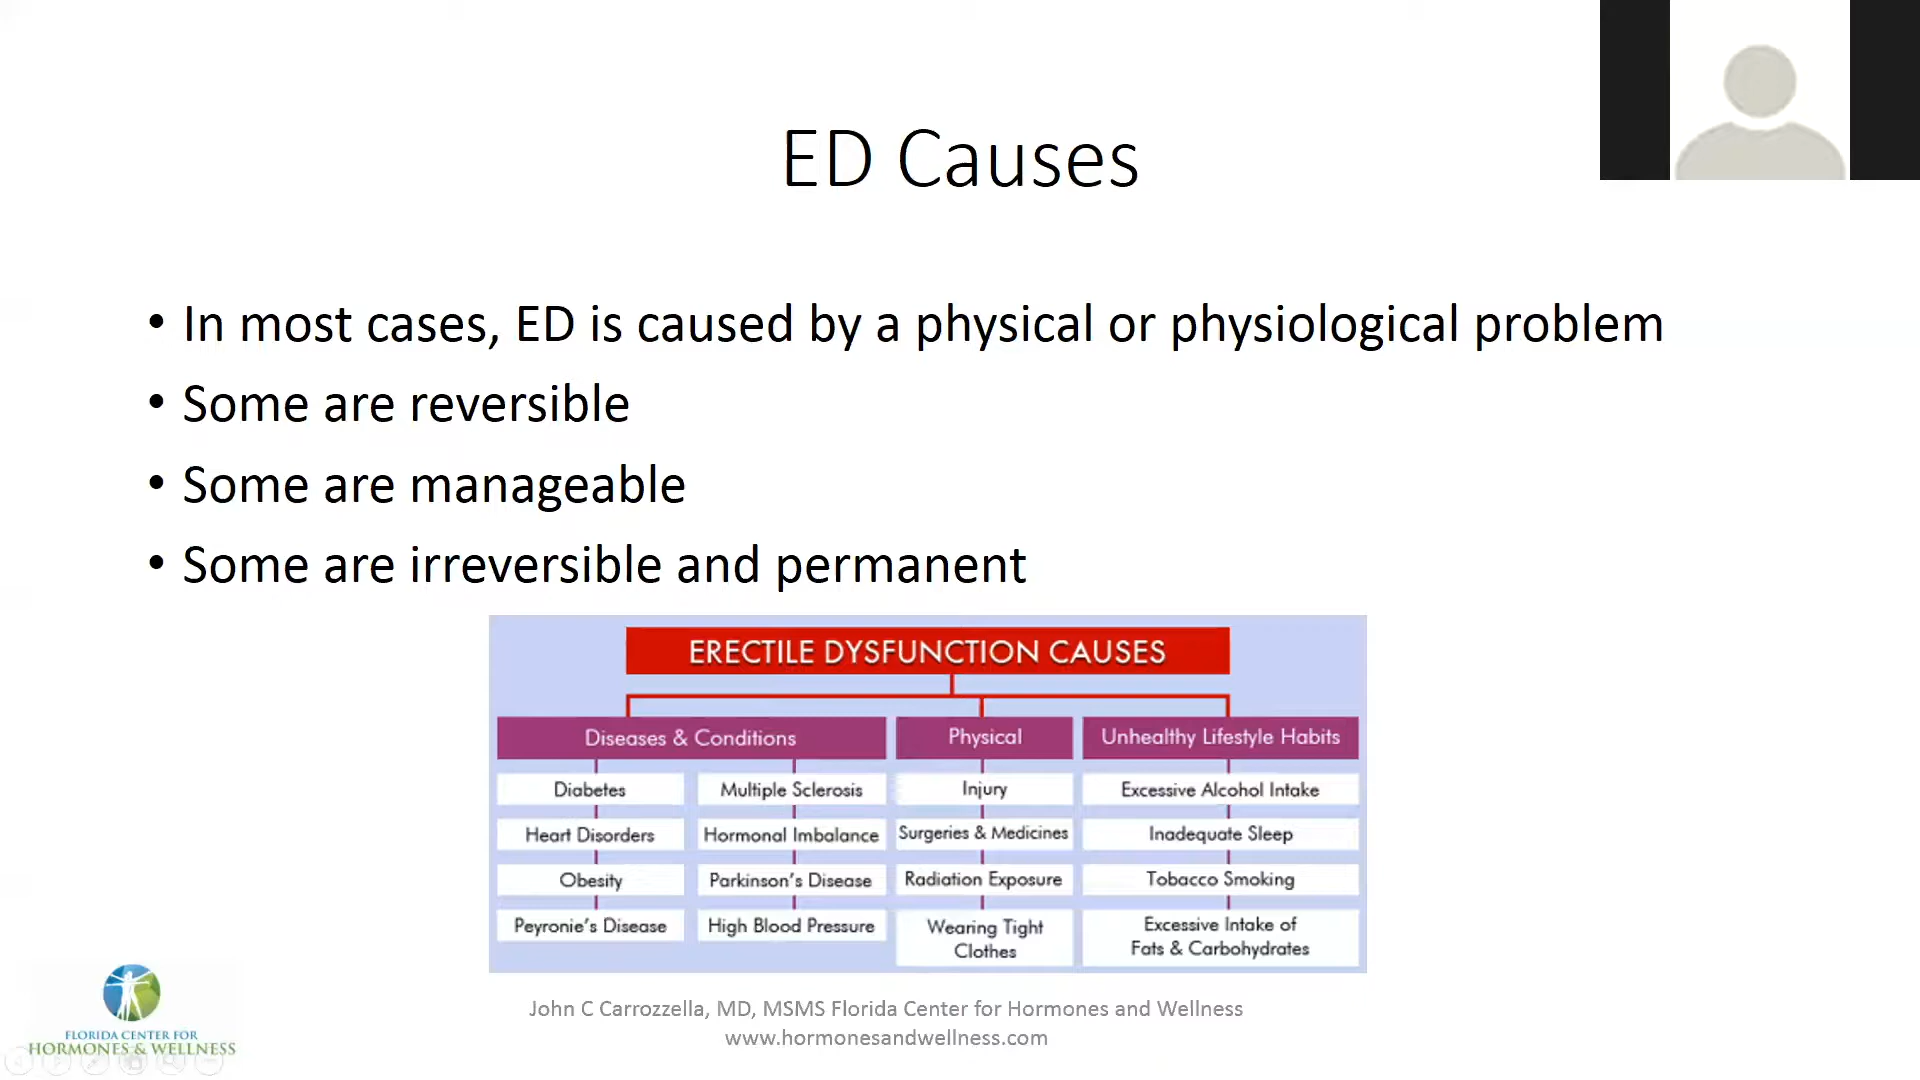 ED Causes
• In most cases, ED is caused by a physical or physiological problem
• Some are reversible
• Some are manageable
• Some are irreversible and permanent
ERECTILE DYSFUNCTION CAUSES
Diseases & Conditions
Diabetes
Heart Disorders
Obesity
Peyronie's Disease
Multiple Sclerosis
Hormonal Imbalance
Parkinson's Disease
High Blood Pressure
Physical
Injury
Surgeries & Medicines
Radiation Exposure
Wearing Tight
Clothes
Unhealthy Lifestyle Habits
Excessive Alcohol Intake
Inadequate Sleep
Tobacco Smoking
Excessive Intake of
Fats & Carbohydrates
John C Carrozzella, MD, MSMS Florida Center for Hormones and Wellness
www.hormonesandwellness.com
FLORIDA CENTER FOR
HORMONES & WELLNESS